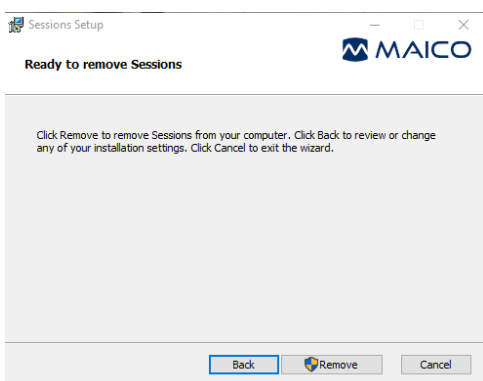 Sessions Setup
MAICO
Ready to remove Sessions
Click Remove to remove Sessions from your computer. Click Back to review or change
any of your installation settings. Click Cancel to exit the wizard.
Back
Remove
Cancel